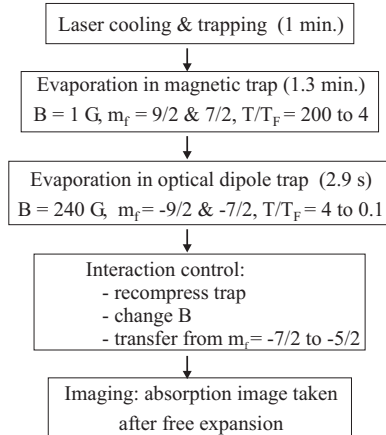 Laser cooling & trapping (1 min.)
Evaporation in magnetic trap (1.3 min.)
B = 1 G, m_f = 9/2 & 7/2, T/T_F = 200 to 4
Evaporation in optical dipole trap (2.9 s)
B = 240 G, m_f = -9/2 & -7/2, T/T_F = 4 to 0.1
Interaction control:
- recompress trap
- change B
- transfer from m_f = -7/2 to -5/2
Imaging: absorption image taken
after free expansion